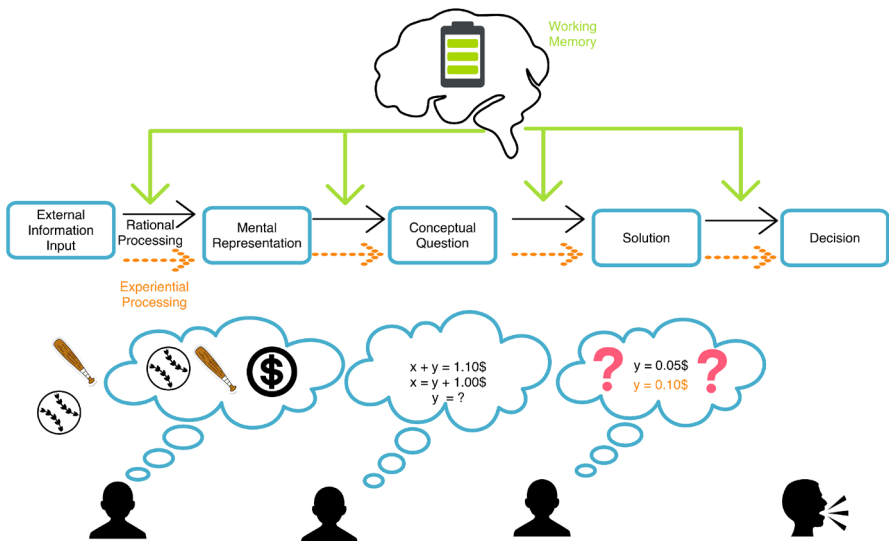 Working
Memory
External
Information
Input
Rational
Processing
Experiential
Processing
Mental
Representation
Conceptual
Question
Solution
Decision
$
x + y = 1.10$
x = y + 1.00$
y = ?
?
y = 0.05$
y = 0.10$
?